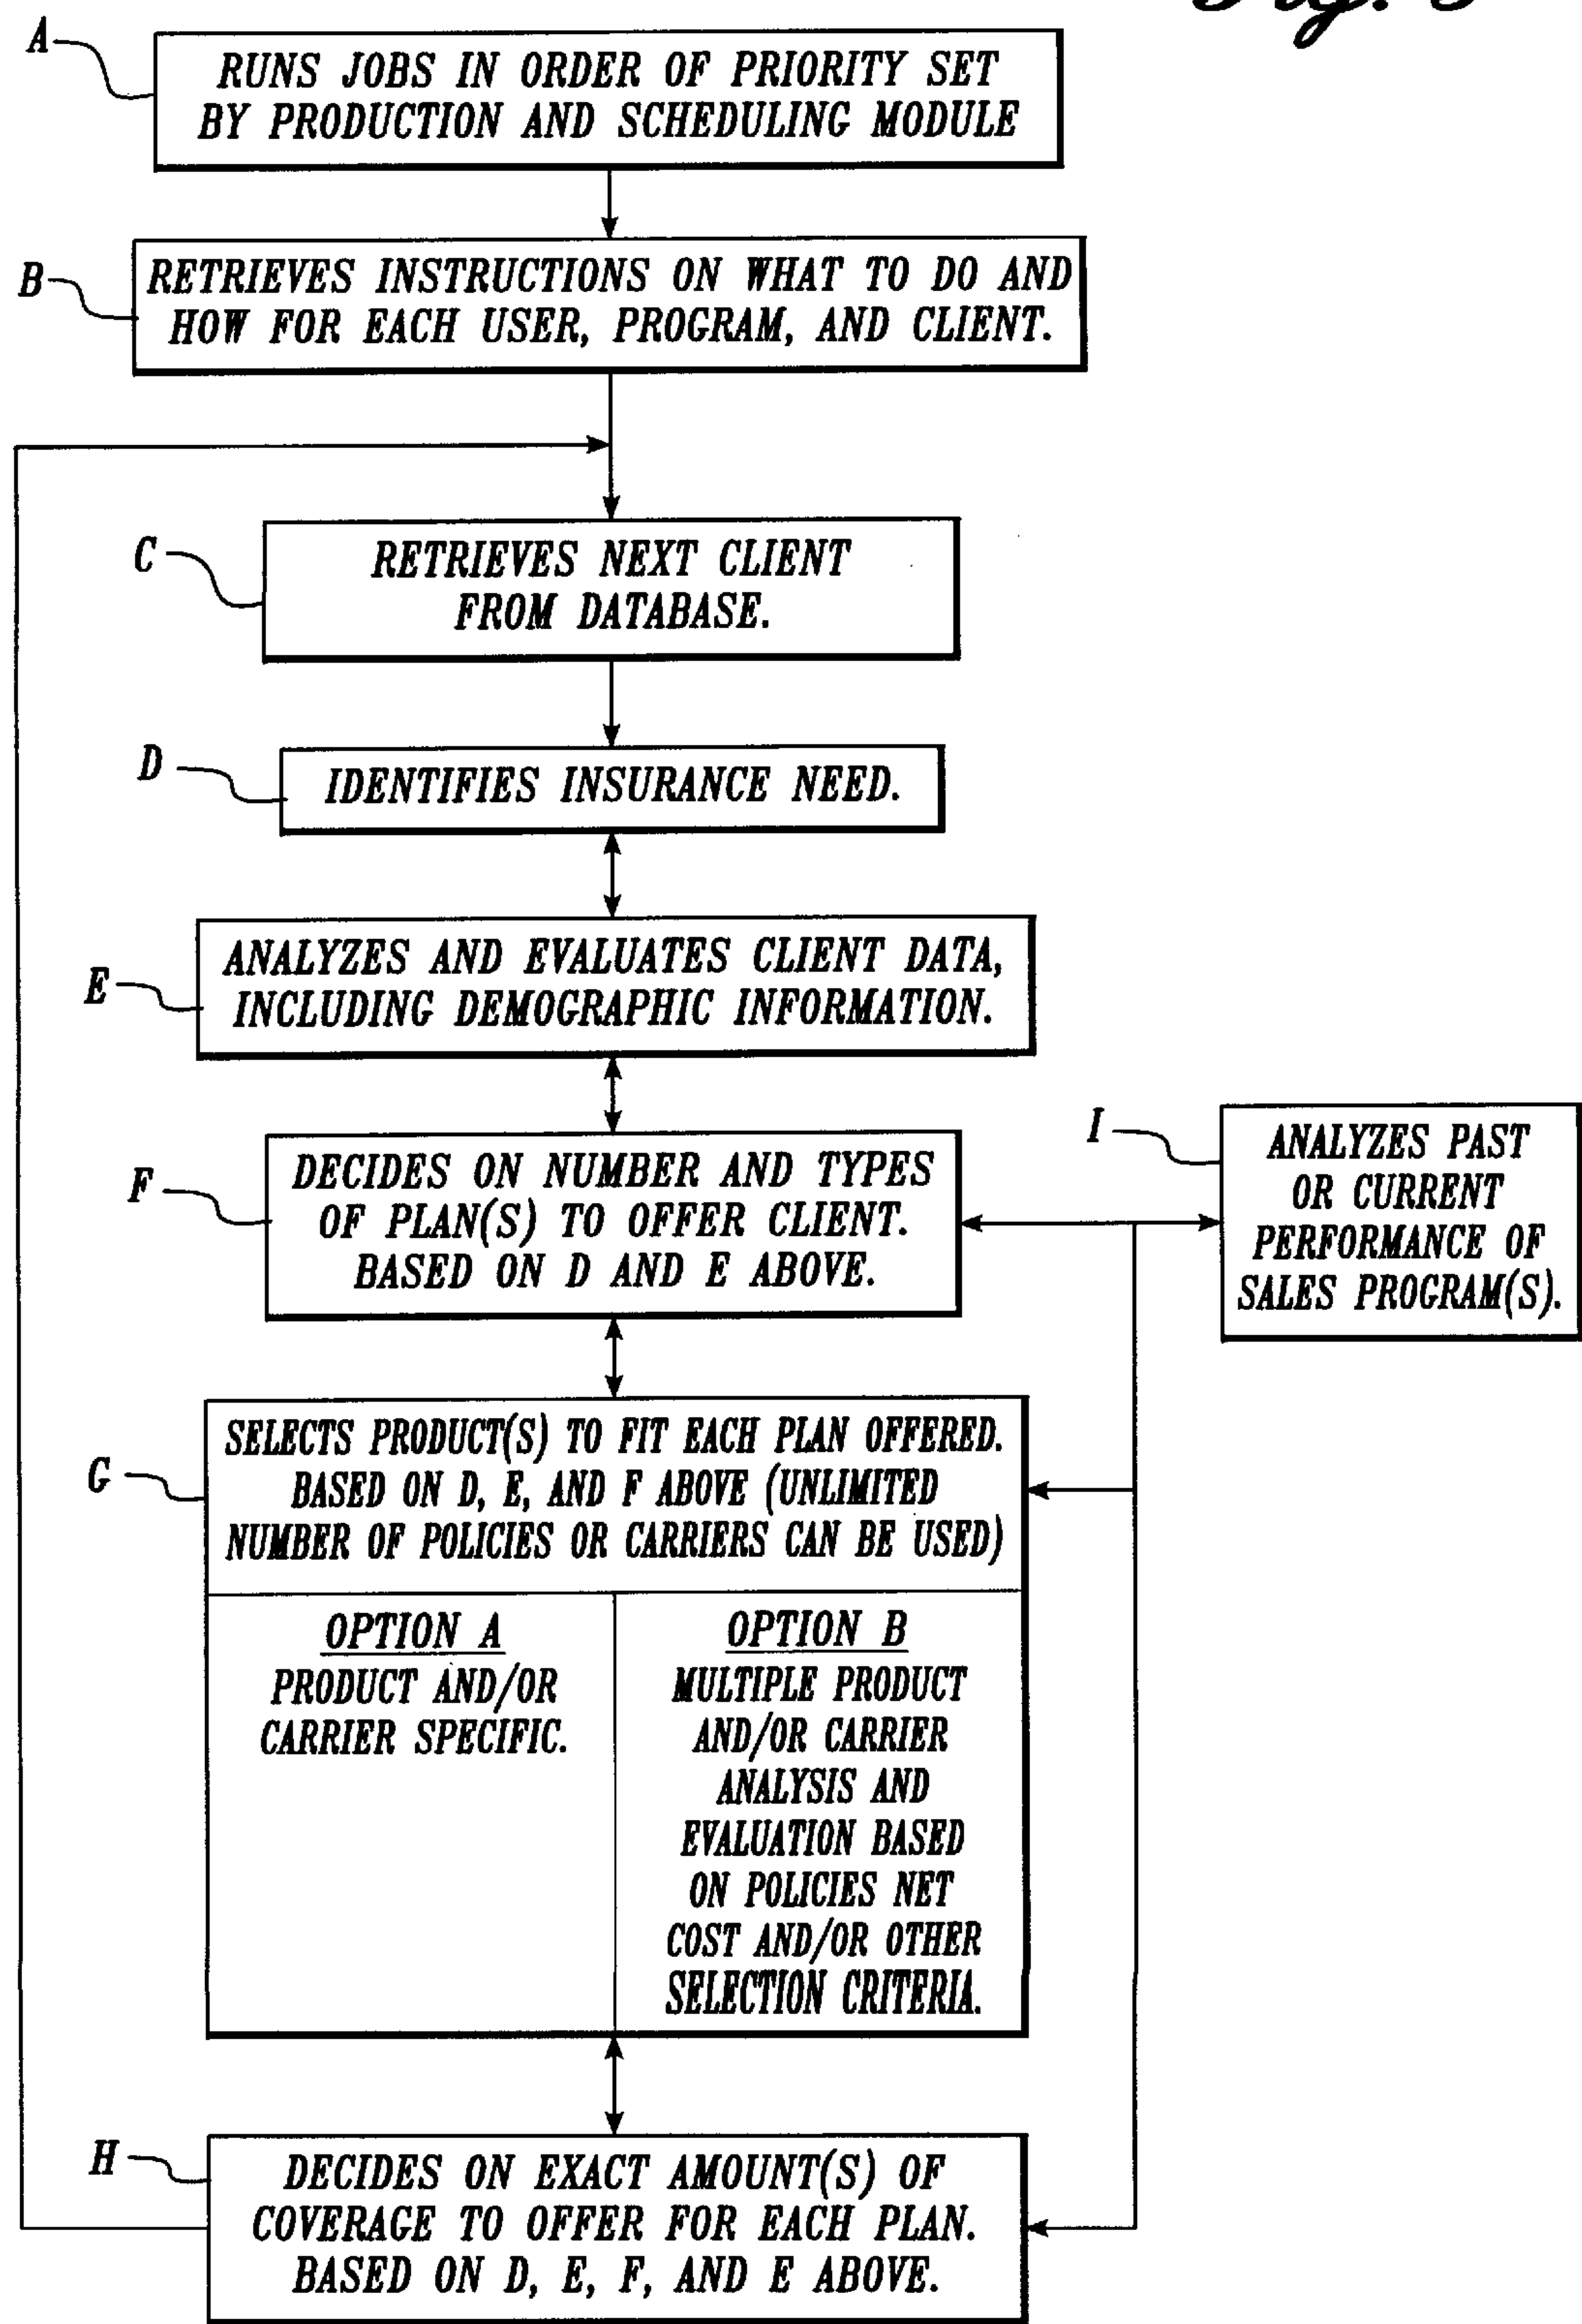 A
RUNS JOBS IN ORDER OF PRIORITY SET
BY PRODUCTION AND SCHEDULING MODULE
B
RETRIEVES INSTRUCTIONS ON WHAT TO DO AND
HOW FOR EACH USER, PROGRAM, AND CLIENT.
C
RETRIEVES NEXT CLIENT
FROM DATABASE.
D
IDENTIFIES INSURANCE NEED.
E
ANALYZES AND EVALUATES CLIENT DATA,
INCLUDING DEMOGRAPHIC INFORMATION.
F
DECIDES ON NUMBER AND TYPES
OF PLAN(S) TO OFFER CLIENT.
BASED ON D AND E ABOVE.
I
ANALYZES PAST
OR CURRENT
PERFORMANCE OF
SALES PROGRAM(S).
G
SELECTS PRODUCT(S) TO FIT EACH PLAN OFFERED.
BASED ON D, E, AND F ABOVE (UNLIMITED
NUMBER OF POLICIES OR CARRIERS CAN BE USED)
OPTION A
PRODUCT AND/OR
CARRIER SPECIFIC.
OPTION B
MULTIPLE PRODUCT
AND/OR CARRIER
ANALYSIS AND
EVALUATION BASED
ON POLICIES NET
COST AND/OR OTHER
SELECTION CRITERIA.
H
DECIDES ON EXACT AMOUNT(S) OF
COVERAGE TO OFFER FOR EACH PLAN.
BASED ON D, E, F, AND E ABOVE.